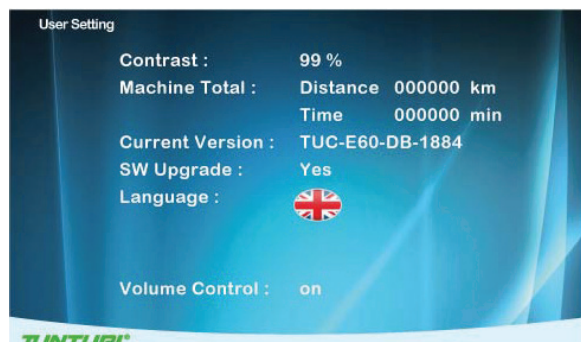 User Setting
Contrast : 99 %
Machine Total : Distance 000000 km
Time 000000 min
Current Version : TUC-E60-DB-1884
SW Upgrade : Yes
Language :
Volume Control : on
TUNTURI®